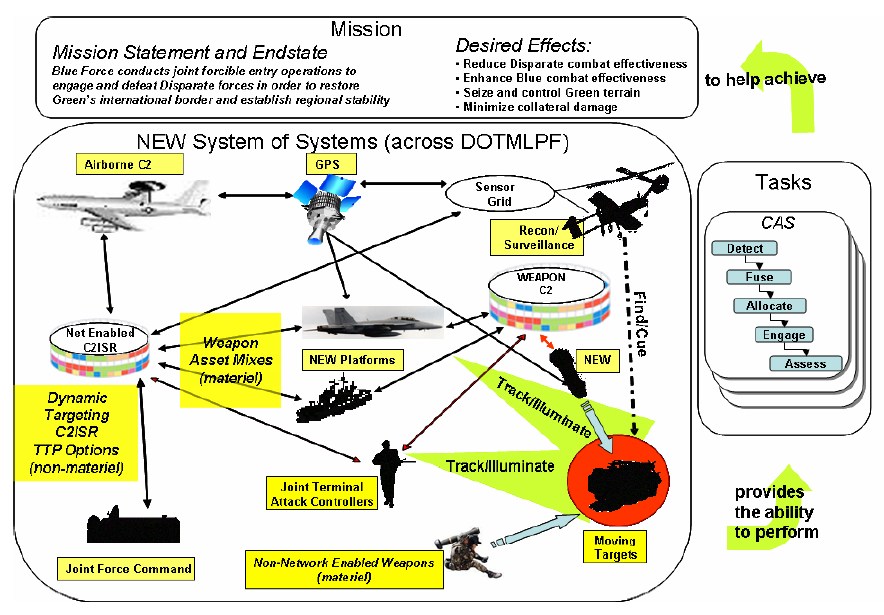 Mission
Mission Statement and Endstate
Blue Force conducts joint forcible entry operations to
engage and defeat Disparate forces in order to restore
Green's international border and establish regional stability
Desired Effects:
• Reduce Disparate combat effectiveness
• Enhance Blue combat effectiveness
• Seize and control Green terrain
• Minimize collateral damage
to help achieve
NEW System of Systems (across DOTMLPF)
Airborne C2
GPS
Sensor
Grid
Recon/
Surveillance
WEAPON
C2
Net Enabled
C2ISR
Weapon
Asset Mixes
(materiel)
NEW Platforms
NEW
Find/Cue
Dynamic
Targeting
C2ISR
TTP Options
(non-materiel)
Track/Illuminate
Track/Illuminate
Joint Terminal
Attack Controllers
Moving
Targets
Joint Force Command
Non-Network Enabled Weapons
(materiel)
Tasks
CAS
Detect
Fuse
Allocate
Engage
Assess
provides
the ability
to perform